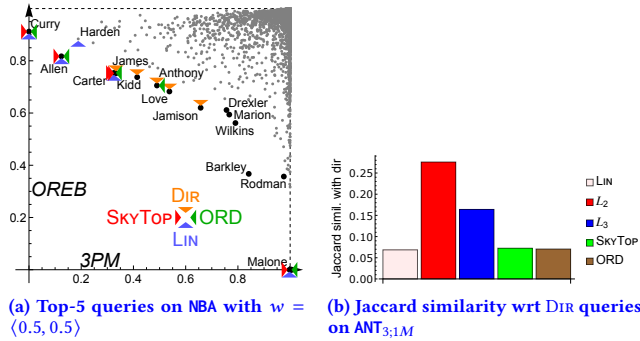 Curry
Harden
0.8
Allen
James
Carter
Kidd
Anthony
Love
0.6
Jamison
Drexler
Marion
Wilkins
0.4
Barkley
Rodman
OREB
DIR
0.2
SKYTOP
ORD
LIN
3PM
Malone
0.2
0.4
0.6
0.8
1.0
Jaccard simil. with dir
0.25
0.20
0.15
0.10
0.05
0.00
LIN
L2
L3
SKYTOP
ORD
(a) Top-5 queries on NBA with w =
⟨0.5, 0.5⟩
(b) Jaccard similarity wrt DIR queries
on ANT3;1M